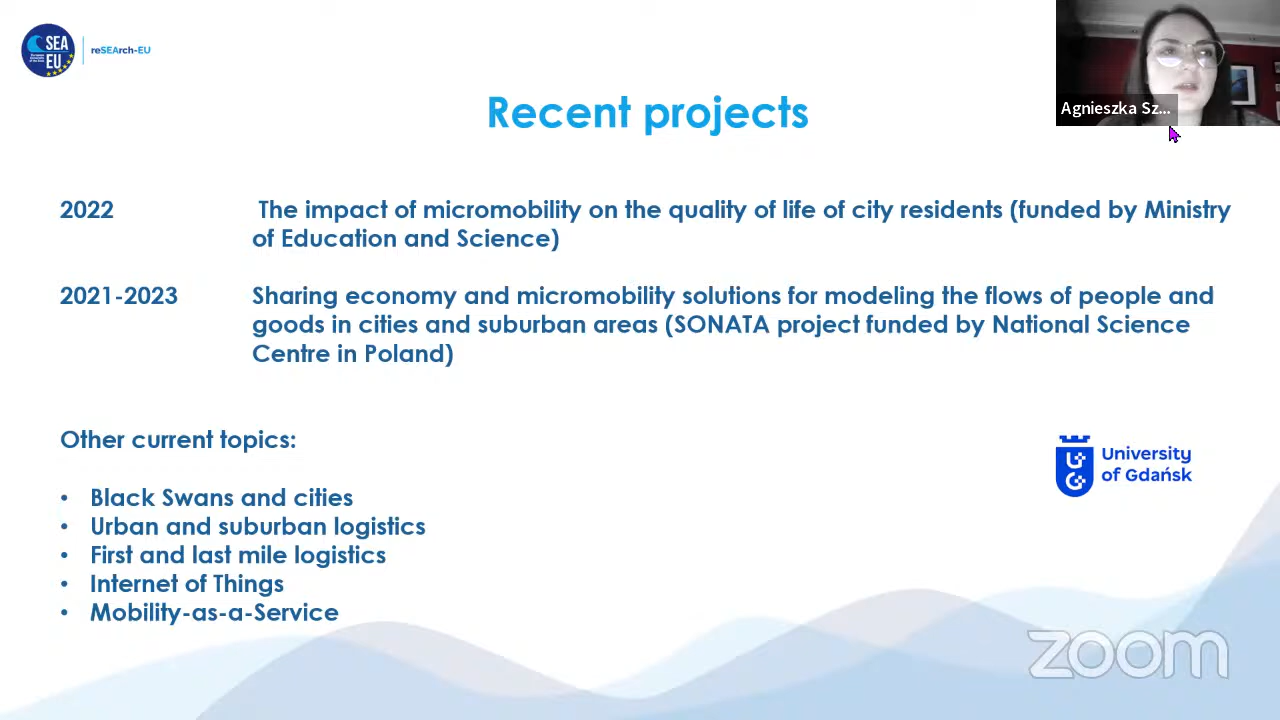 SEA
EU
reSEArch-EU
Agnieszka Sz...
Recent projects
2022 The impact of micromobility on the quality of life of city residents (funded by Ministry
of Education and Science)
2021-2023 Sharing economy and micromobility solutions for modeling the flows of people and
goods in cities and suburban areas (SONATA project funded by National Science
Centre in Poland)
Other current topics:
• Black Swans and cities
• Urban and suburban logistics
• First and last mile logistics
• Internet of Things
• Mobility-as-a-Service
University
of Gdańsk
zoom